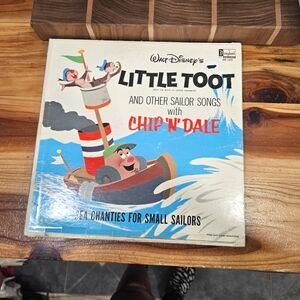 Walt Disney's
LITTLE TOOT
AND OTHER SAILOR SONGS
with
CHIP 'N' DALE
SEA CHANTIES FOR SMALL SAILORS